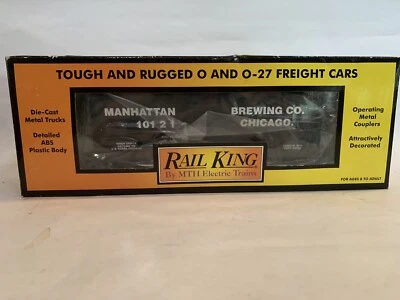 TOUGH AND RUGGED O AND O-27 FREIGHT CARS
Die-Cast
Metal Trucks
Detailed
ABS
Plastic Body
MANHATTAN
10121
BREWING CO.
CHICAGO.
Operating
Metal
Couplers
Attractively
Decorated
RAIL KING
By MTH Electric Trains
FOR AGES 8 TO ADULT